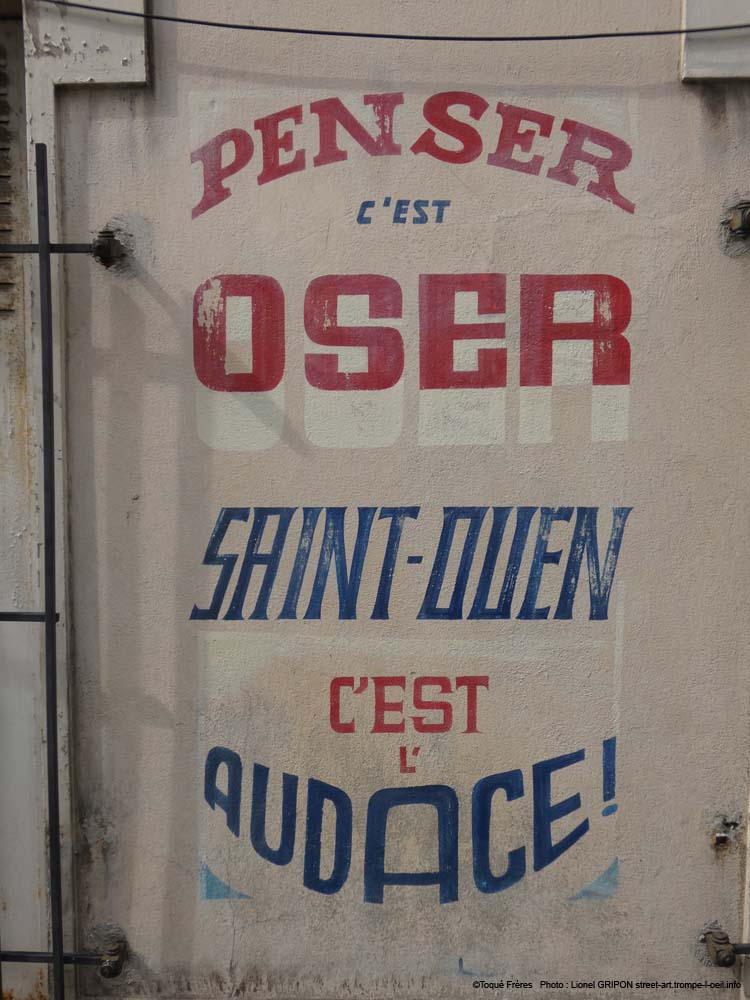 PENSER
C'EST
OSER
SAINT-OUEN
C'EST
L'
AUDACE!
©Toqué Frères Photo : Lionel GRIPON street-art.trompe-l-oeil.info